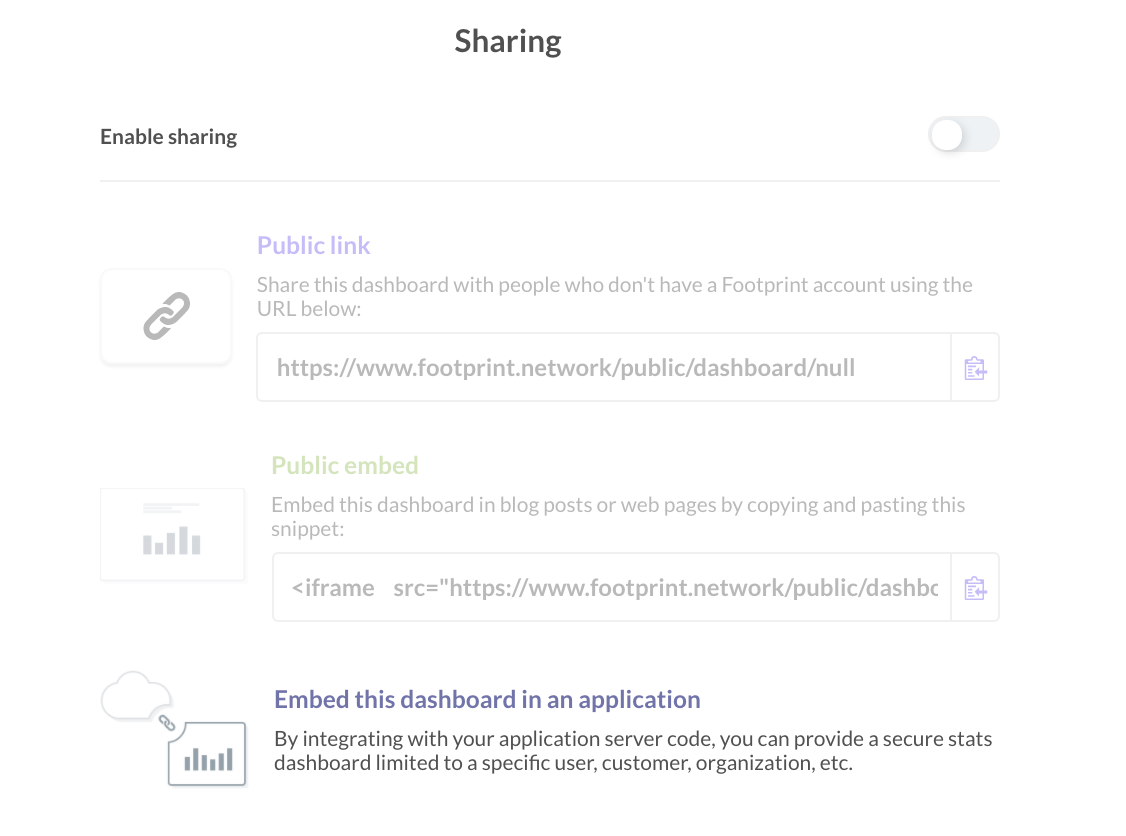 Sharing
Enable sharing
Public link
Share this dashboard with people who don't have a Footprint account using the
URL below:
https://www.footprint.network/public/dashboard/null
Public embed
Embed this dashboard in blog posts or web pages by copying and pasting this
snippet:
<iframe   src="https://www.footprint.network/public/dashbc
Embed this dashboard in an application
By integrating with your application server code, you can provide a secure stats
dashboard limited to a specific user, customer, organization, etc.